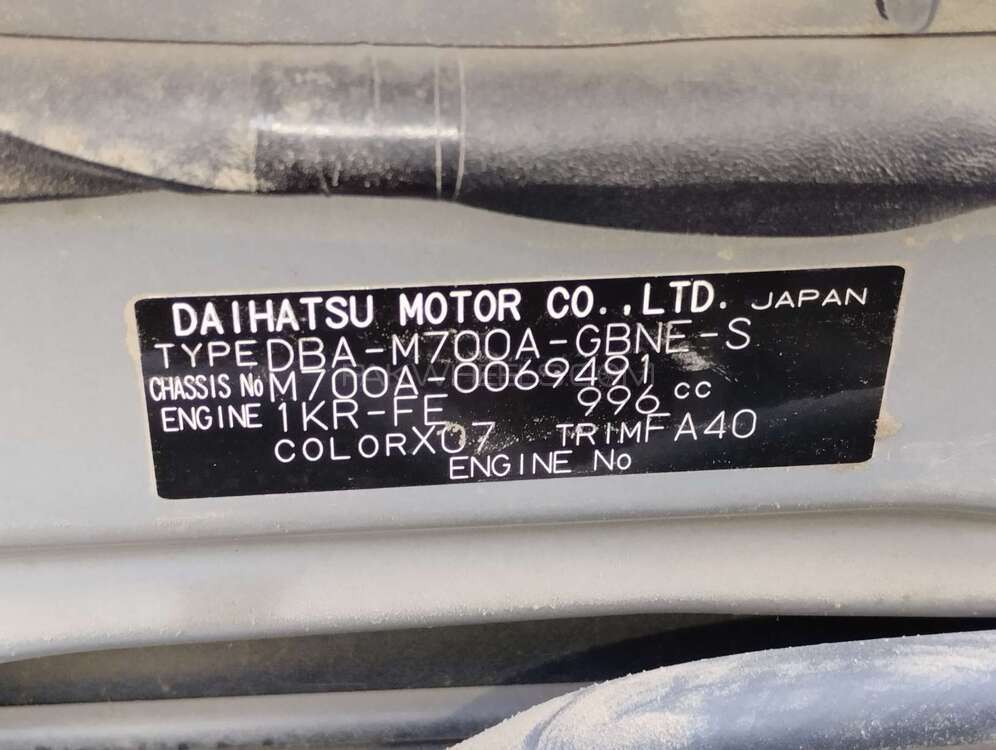 DAIHATSU MOTOR CO.,LTD. JAPAN
TYPE DBA-M700A-GBNE-S
CHASSIS No M700A-0069491
ENGINE 1KR-FE 996 cc
COLOR X07 TRIM FA40
ENGINE No